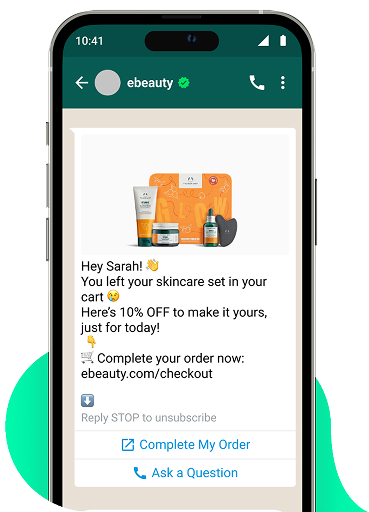 10:41
ebeauty
Hey Sarah! 👋
You left your skincare set in your
cart 😢
Here's 10% OFF to make it yours,
just for today!
👇
🛒 Complete your order now:
ebeauty.com/checkout
⬇️
Reply STOP to unsubscribe
Complete My Order
Ask a Question